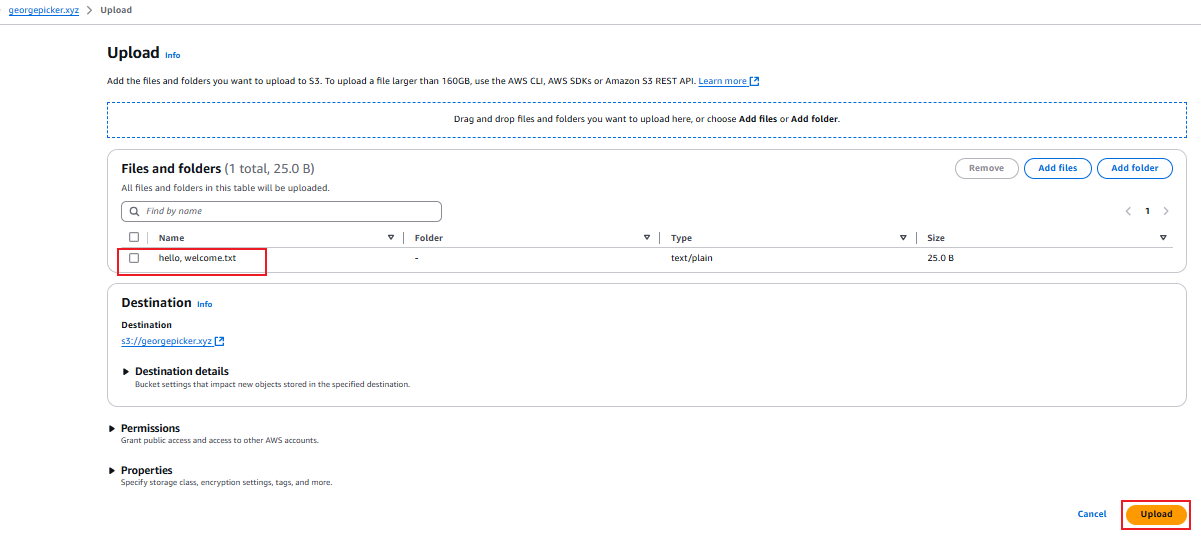 georgepicker.xyz > Upload
Upload Info
Add the files and folders you want to upload to S3. To upload a file larger than 160GB, use the AWS CLI, AWS SDKs or Amazon S3 REST API. Learn more
Drag and drop files and folders you want to upload here, or choose Add files or Add folder.
Files and folders (1 total, 25.0 B) Remove Add files Add folder
All files and folders in this table will be uploaded.
Find by name < 1 >
Name Folder Type Size
hello, welcome.txt - text/plain 25.0 B
Destination Info
Destination
s3://georgepicker.xyz
Destination details
Bucket settings that impact new objects stored in the specified destination.
Permissions
Grant public access and access to other AWS accounts.
Properties
Specify storage class, encryption settings, tags, and more.
Cancel Upload